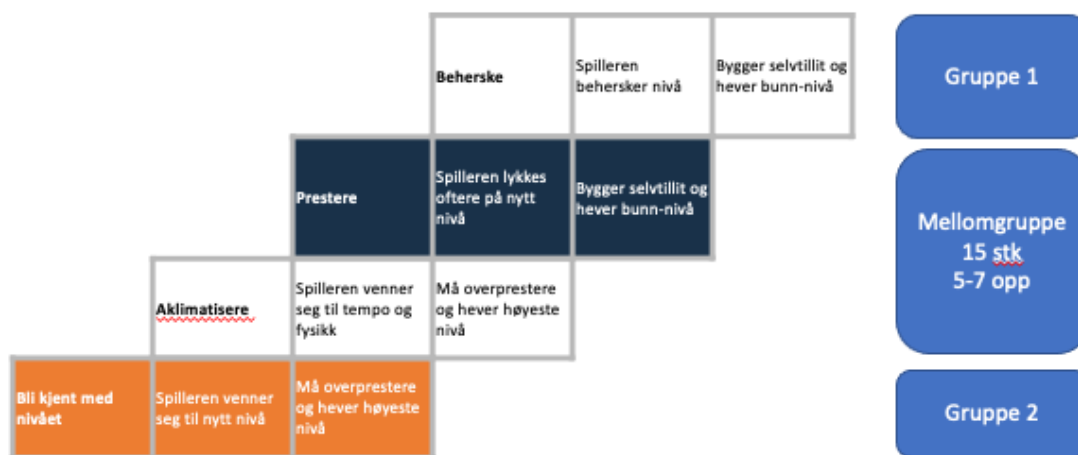 Beherske
Spilleren
behersker nivå
Bygger selvtillit og
hever bunn-nivå
Gruppe 1
Prestere
Spilleren lykkes
oftere på nytt
nivå
Bygger selvtillit og
hever bunn-nivå
Mellomgruppe
15 stk
5-7 opp
Aklimatisere
Spilleren venner
seg til tempo og
fysikk
Må overprestere
og hever høyeste
nivå
Bli kjent med
nivået
Spilleren venner
seg til nytt nivå
Må overprestere
og hever høyeste
nivå
Gruppe 2